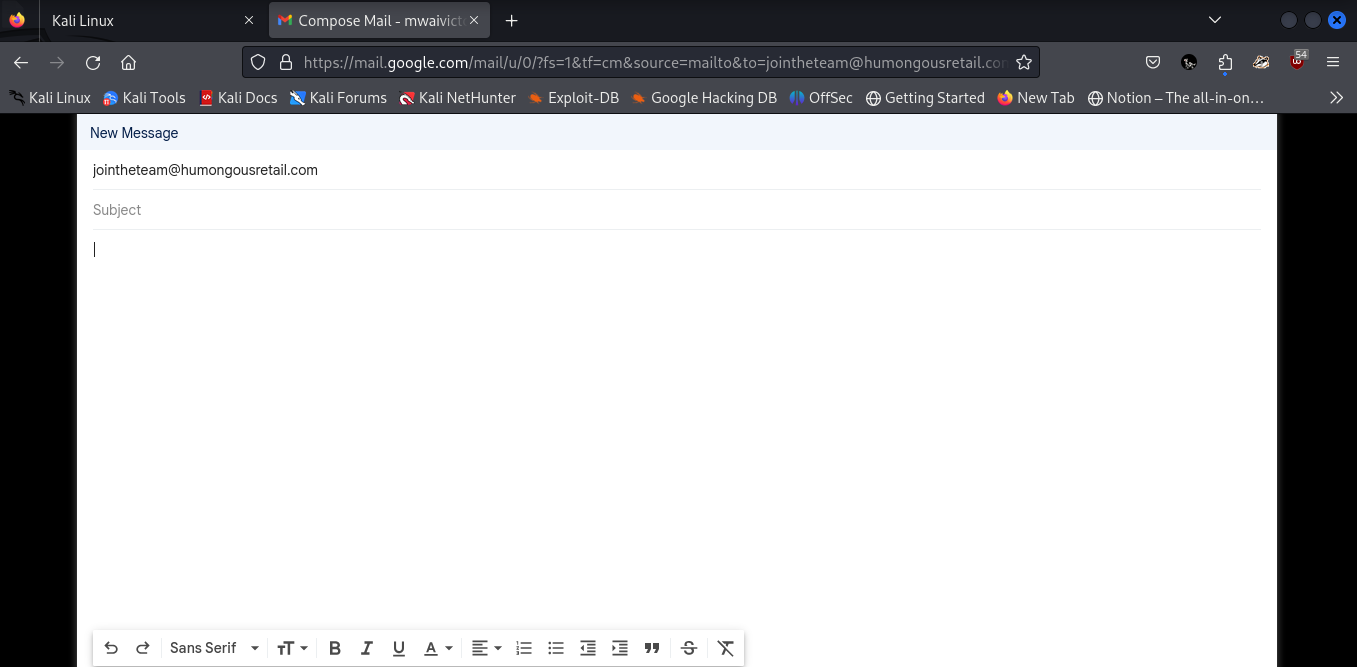 Kali Linux
Compose Mail - mwaivict
https://mail.google.com/mail/u/0/?fs=1&tf=cm&source=mailto&to=jointheteam@humongousretail.co
54
Kali Linux Kali Tools Kali Docs Kali Forums Kali NetHunter Exploit-DB Google Hacking DB OffSec Getting Started New Tab Notion – The all-in-on…
New Message
jointheteam@humongousretail.com
Subject
Sans Serif